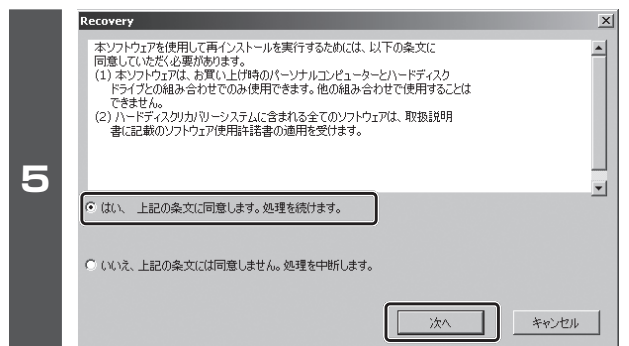 5
Recovery
本ソフトウェアを使用して再インストールを実行するためには、以下の条文に
同意していただく必要があります。
(1) 本ソフトウェアは、お買い上げ時のパーソナルコンピューターとハードディスク
ドライブとの組み合わせでのみ使用できます。他の組み合わせで使用することは
できません。
(2) ハードディスクリカバリーシステムに含まれる全てのソフトウェアは、取扱説明
書に記載のソフトウェア使用許諾書の適用を受けます。
はい、 上記の条文に同意します。処理を続けます。
いいえ、上記の条文には同意しません。処理を中断します。
次へ
キャンセル